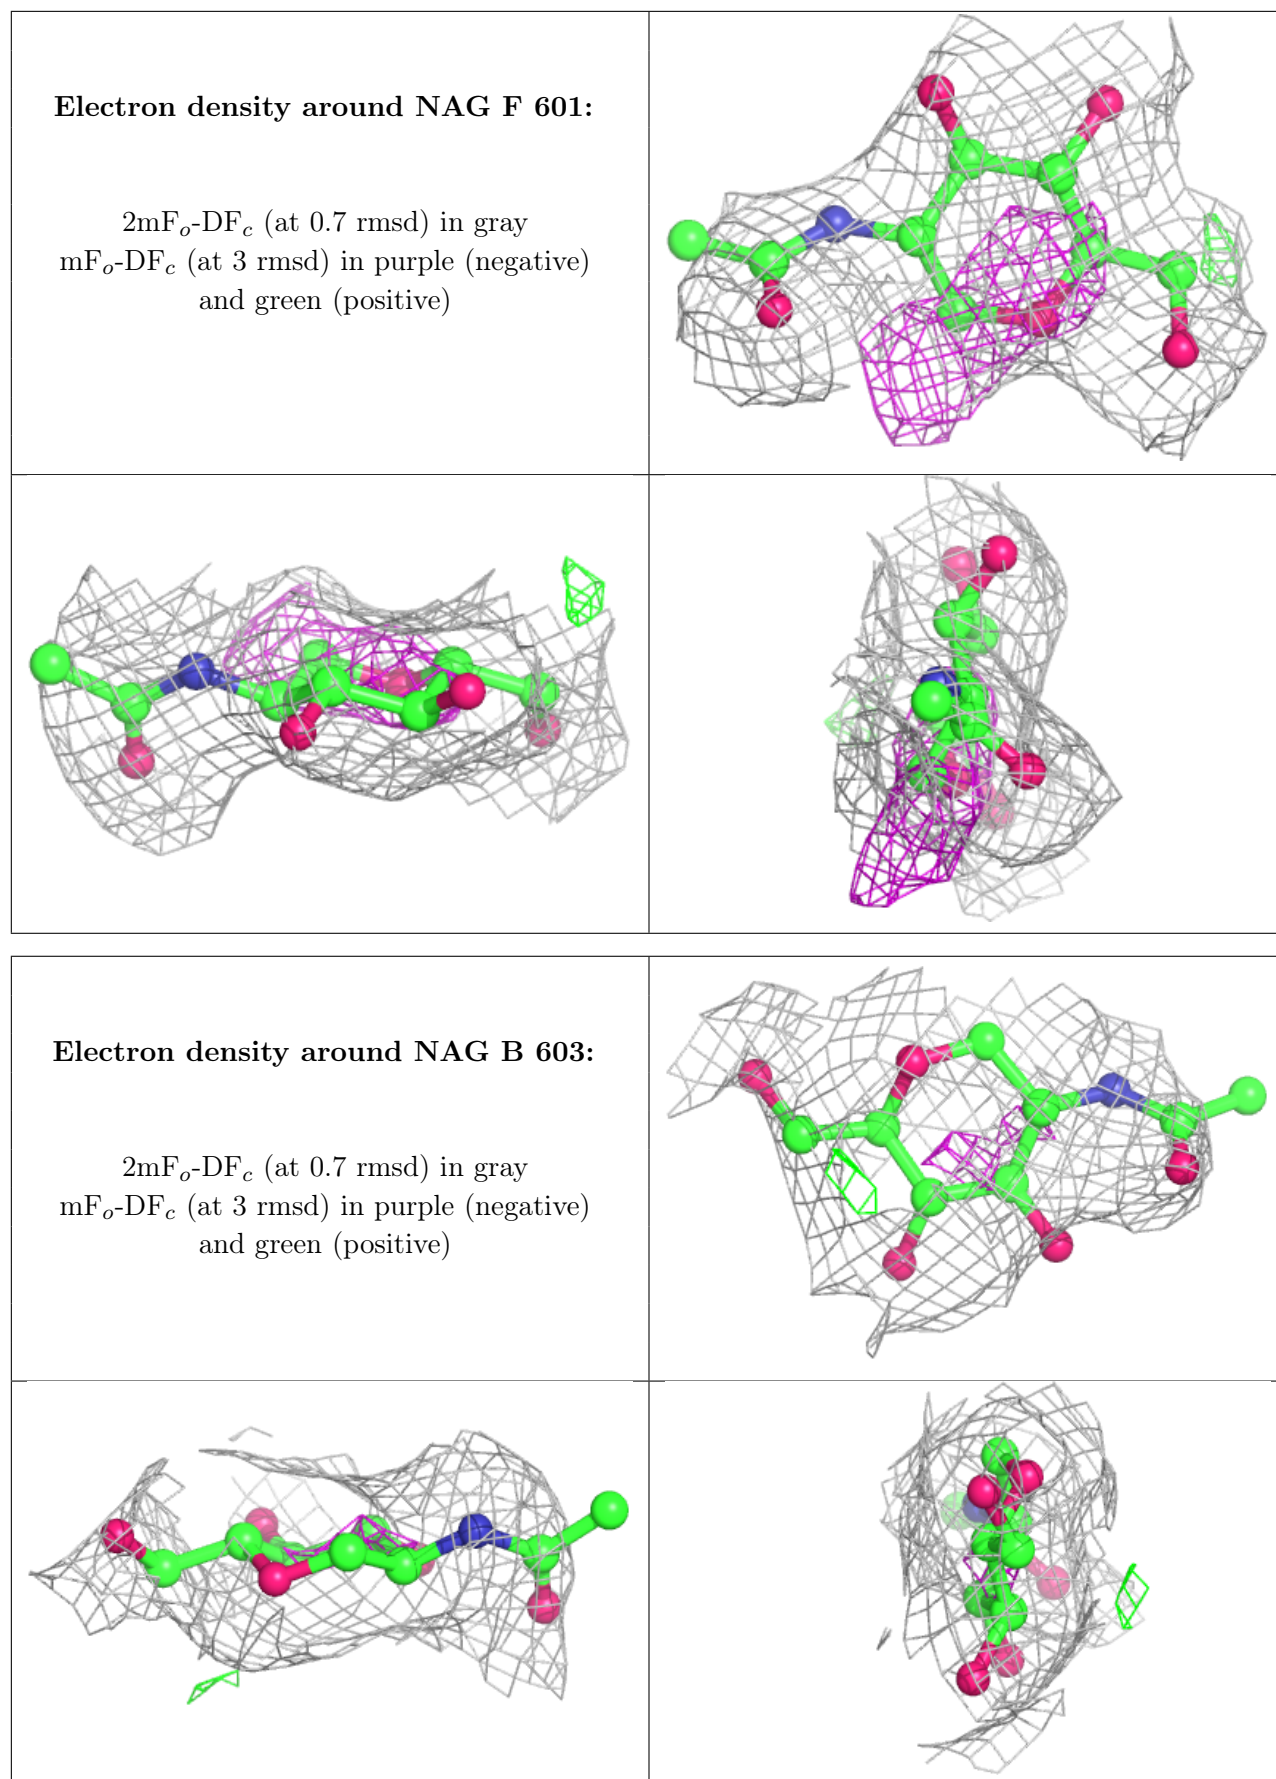 Electron density around NAG F 601:
2mFo-DFc (at 0.7 rmsd) in gray
mFo-DFc (at 3 rmsd) in purple (negative)
and green (positive)
Electron density around NAG B 603:
2mFo-DFc (at 0.7 rmsd) in gray
mFo-DFc (at 3 rmsd) in purple (negative)
and green (positive)